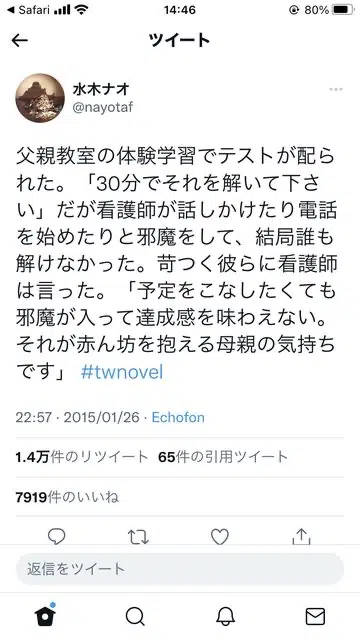 Safari 14:46 80%
ツイート
水木ナオ
@nayotaf
父親教室の体験学習でテストが配ら
れた。「30分でそれを解いて下さ
い」だが看護師が話しかけたり電話
を始めたりと邪魔をして、結局誰も
解けなかった。苛つく彼らに看護師
は言った。「予定をこなしたくても
邪魔が入って達成感を味わえない。
それが赤ん坊を抱える母親の気持ち
です」 #twnovel
22:57 · 2015/01/26 · Echofon
1.4万件のリツイート 65件の引用ツイート
7919件のいいね
返信をツイート